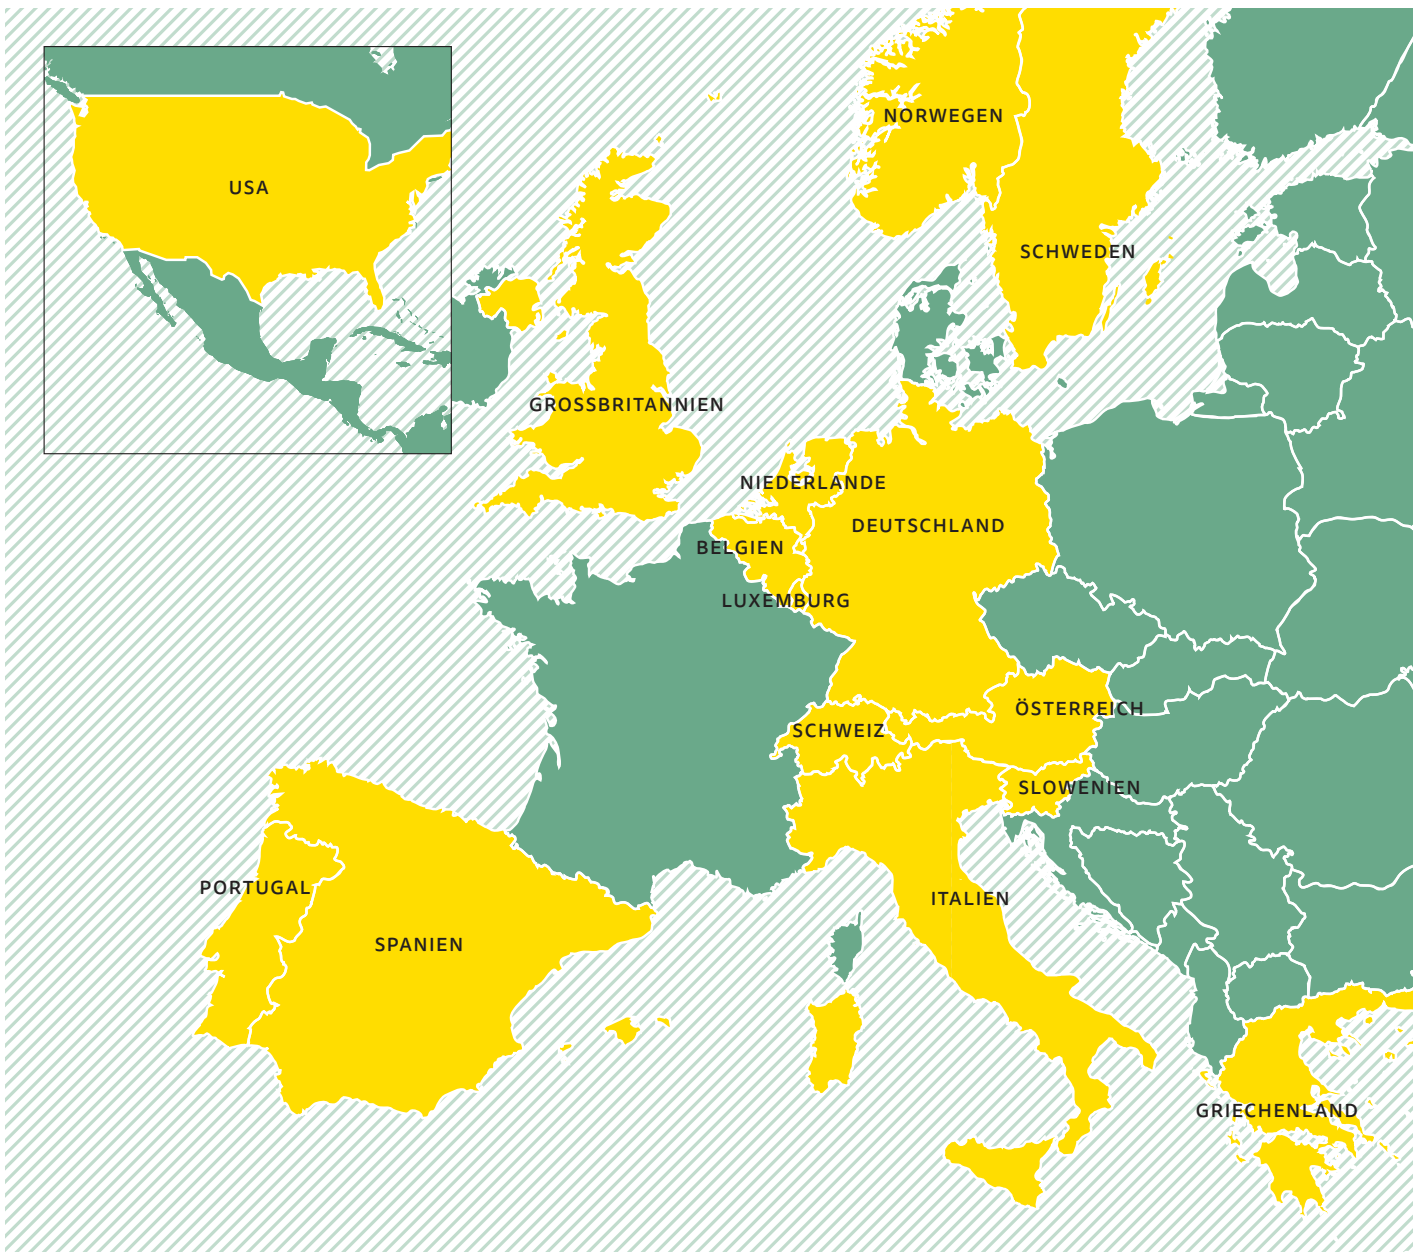 NORWEGEN
USA
SCHWEDEN
GROSSBRITANNIEN
NIEDERLANDE
DEUTSCHLAND
BELGIEN
LUXEMBURG
ÖSTERREICH
SCHWEIZ
SLOWENIEN
PORTUGAL
ITALIEN
SPANIEN
GRIECHENLAND